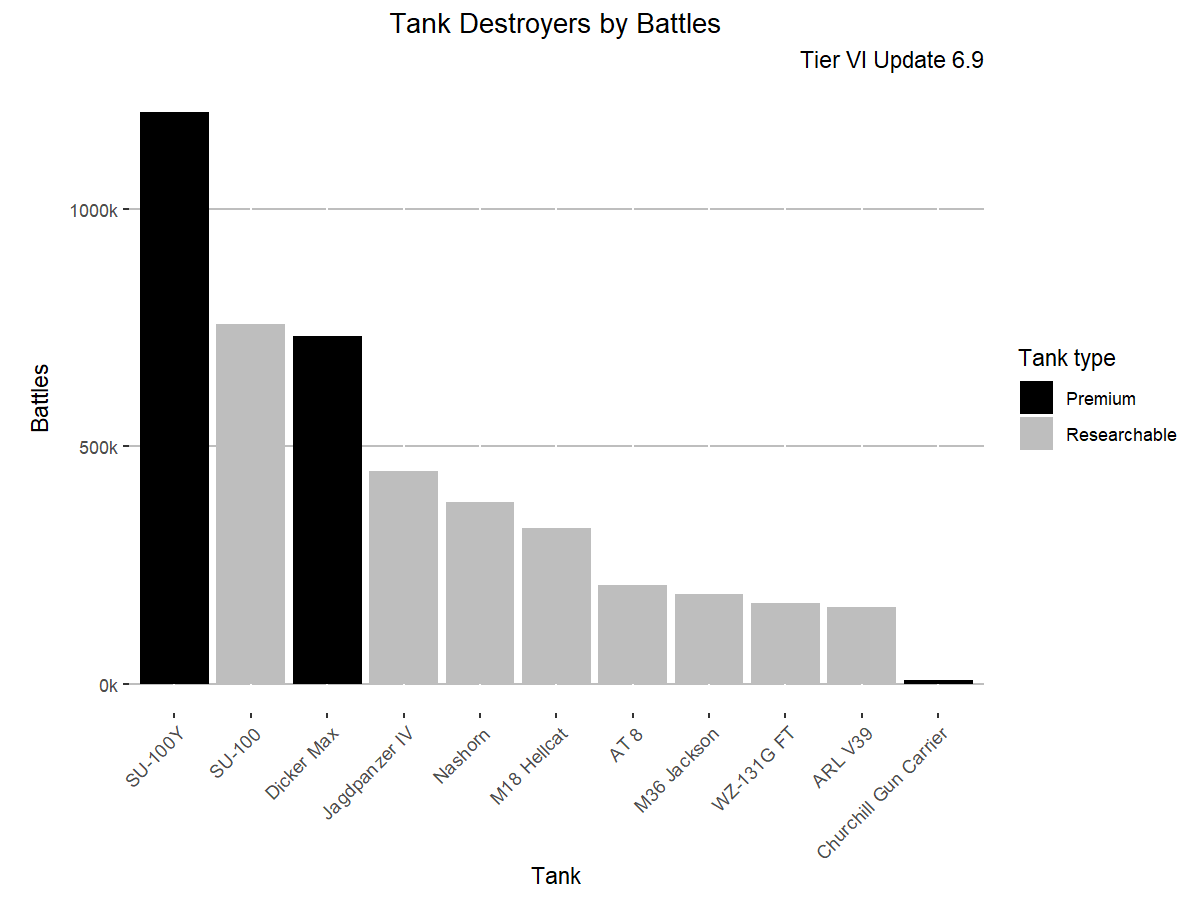 Tank Destroyers by Battles
Tier VI Update 6.9
1000k
500k
0k
Battles
SU-100Y
SU-100
Dicker Max
Jagdpanzer IV
Nashorn
M18 Hellcat
AT 8
M36 Jackson
WZ-131G FT
ARL V39
Churchill Gun Carrier
Tank
Tank type
Premium
Researchable